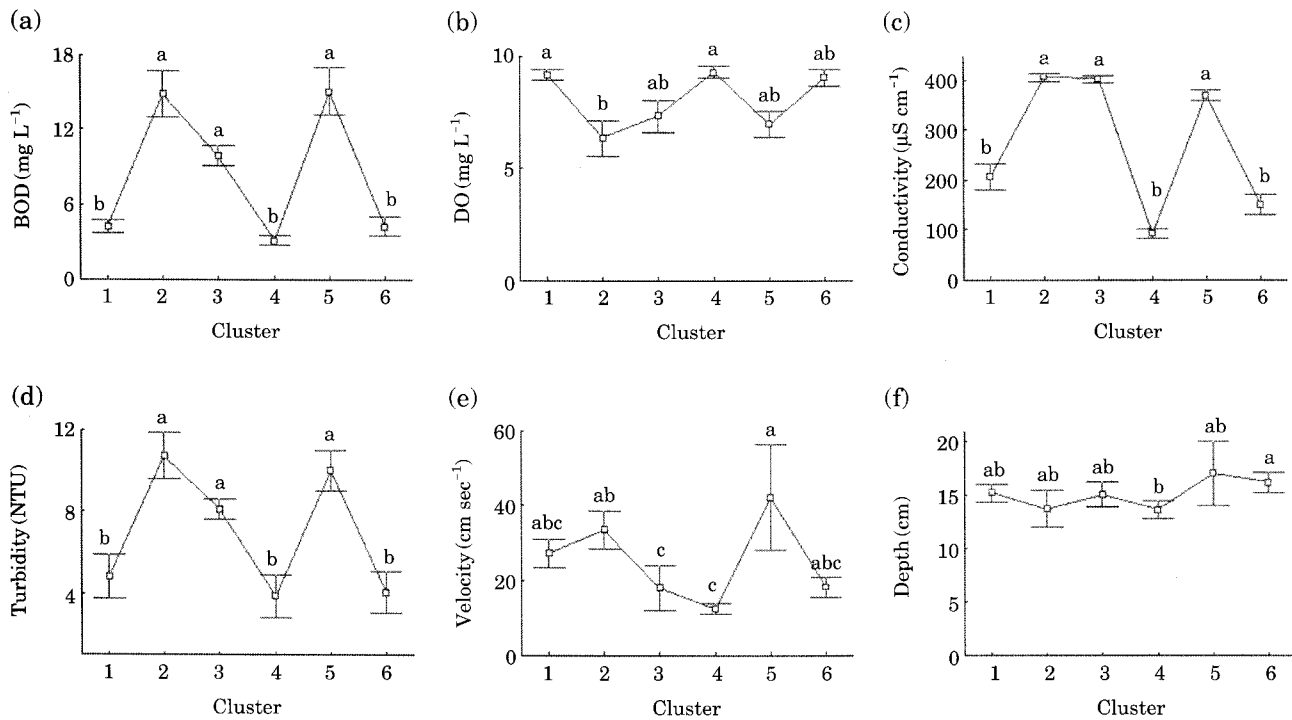 (a)
BOD (mg L⁻¹)
18
12
6
0
b a a b a b
1 2 3 4 5 6
Cluster
(b)
DO (mg L⁻¹)
10
5
0
a b ab a ab ab
1 2 3 4 5 6
Cluster
(c)
Conductivity (μS cm⁻¹)
400
300
200
100
b a a b a b
1 2 3 4 5 6
Cluster
(d)
Turbidity (NTU)
12
8
4
b a a b a b
1 2 3 4 5 6
Cluster
(e)
Velocity (cm sec⁻¹)
60
40
20
0
abc ab c c a abc
1 2 3 4 5 6
Cluster
(f)
Depth (cm)
20
15
10
5
0
ab ab ab b ab a
1 2 3 4 5 6
Cluster